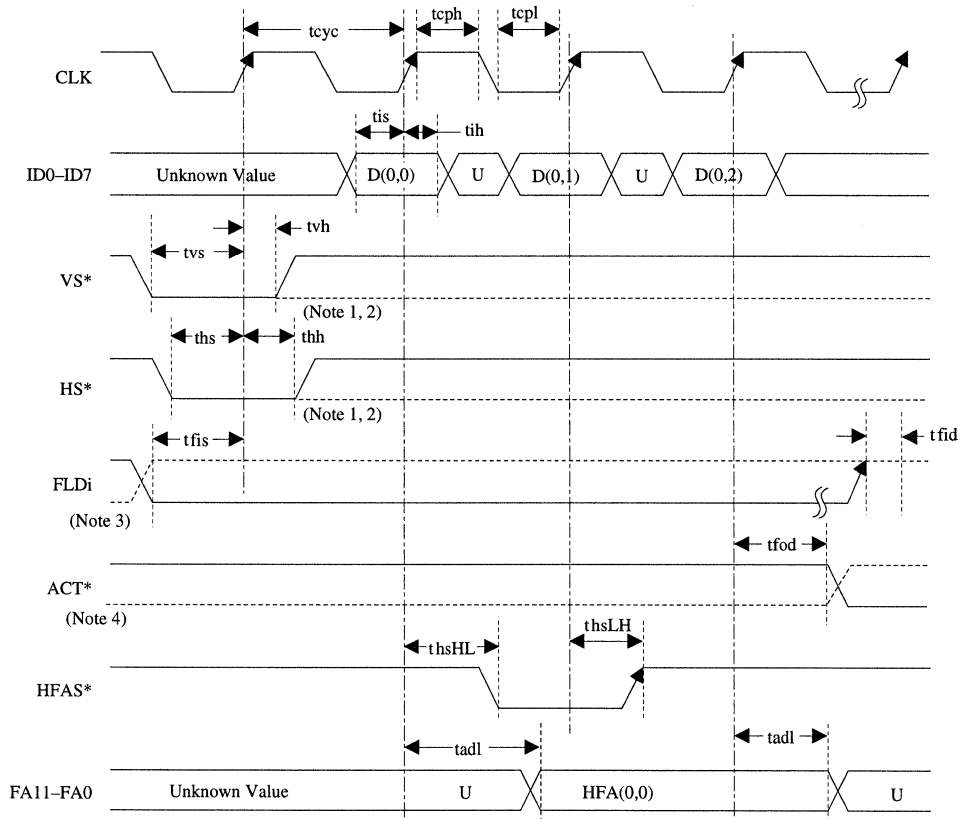 tcyc
tcph
tcpl
CLK
tis
tih
ID0–ID7
Unknown Value
D(0,0)
U
D(0,1)
U
D(0,2)
tvh
tvs
VS*
(Note 1, 2)
ths
thh
HS*
(Note 1, 2)
tfis
tfid
FLDi
(Note 3)
tfod
ACT*
(Note 4)
thsHL
thsLH
HFAS*
tadl
tadl
FA11–FA0
Unknown Value
U
HFA(0,0)
U